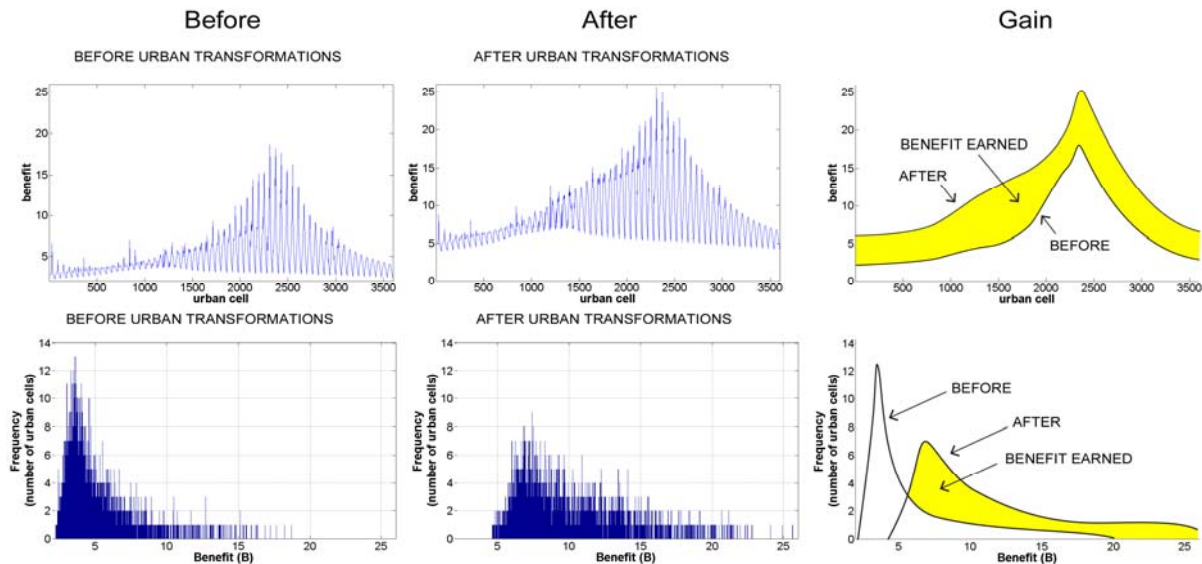 Before
After
Gain
BEFORE URBAN TRANSFORMATIONS
AFTER URBAN TRANSFORMATIONS
25
20
15
10
5
benefit
500 1000 1500 2000 2500 3000 3500
urban cell
25
20
15
10
5
0
benefit
500 1000 1500 2000 2500 3000 3500
urban cell
25
20
15
10
5
0
benefit
BENEFIT EARNED
AFTER
BEFORE
500 1000 1500 2000 2500 3000 3500
urban cell
BEFORE URBAN TRANSFORMATIONS
AFTER URBAN TRANSFORMATIONS
14
12
10
8
6
4
2
0
Frequency
(number of urban cells)
5 10 15 20 25
Benefit (B)
14
12
10
8
6
4
2
0
Frequency
(number of urban cells)
5 10 15 20 25
Benefit (B)
14
12
10
8
6
4
2
0
Frequency
(number of urban cells)
BEFORE
AFTER
BENEFIT EARNED
5 10 15 20 25
Benefit (B)